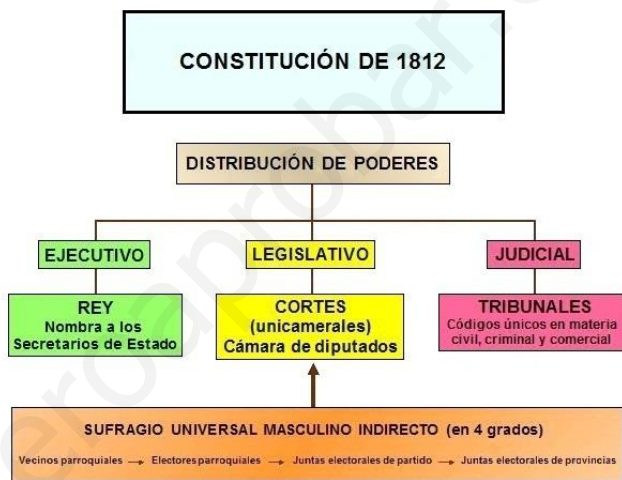 CONSTITUCIÓN DE 1812
DISTRIBUCIÓN DE PODERES
EJECUTIVO
LEGISLATIVO
JUDICIAL
REY
Nombra a los
Secretarios de Estado
CORTES
(unicamerales)
Cámara de diputados
TRIBUNALES
Códigos únicos en materia
civil, criminal y comercial
SUFRAGIO UNIVERSAL MASCULINO INDIRECTO (en 4 grados)
Vecinos parroquiales → Electores parroquiales → Juntas electorales de partido → Juntas electorales de provincias